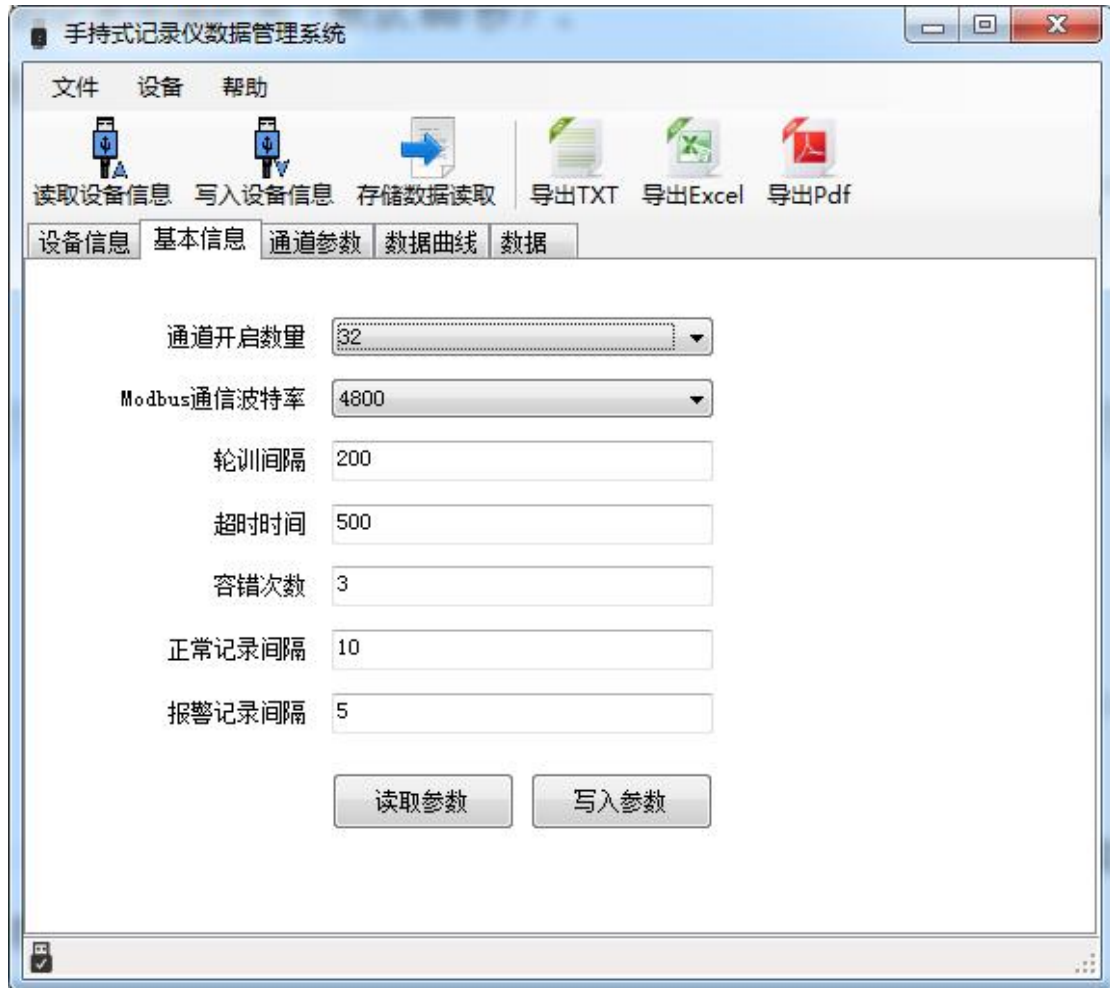 手持式记录仪数据管理系统
文件 设备 帮助
读取设备信息 写入设备信息 存储数据读取 导出TXT 导出Excel 导出Pdf
设备信息 基本信息 通道参数 数据曲线 数据
通道开启数量 32
Modbus通信波特率 4800
轮训间隔 200
超时时间 500
容错次数 3
正常记录间隔 10
报警记录间隔 5
读取参数 写入参数